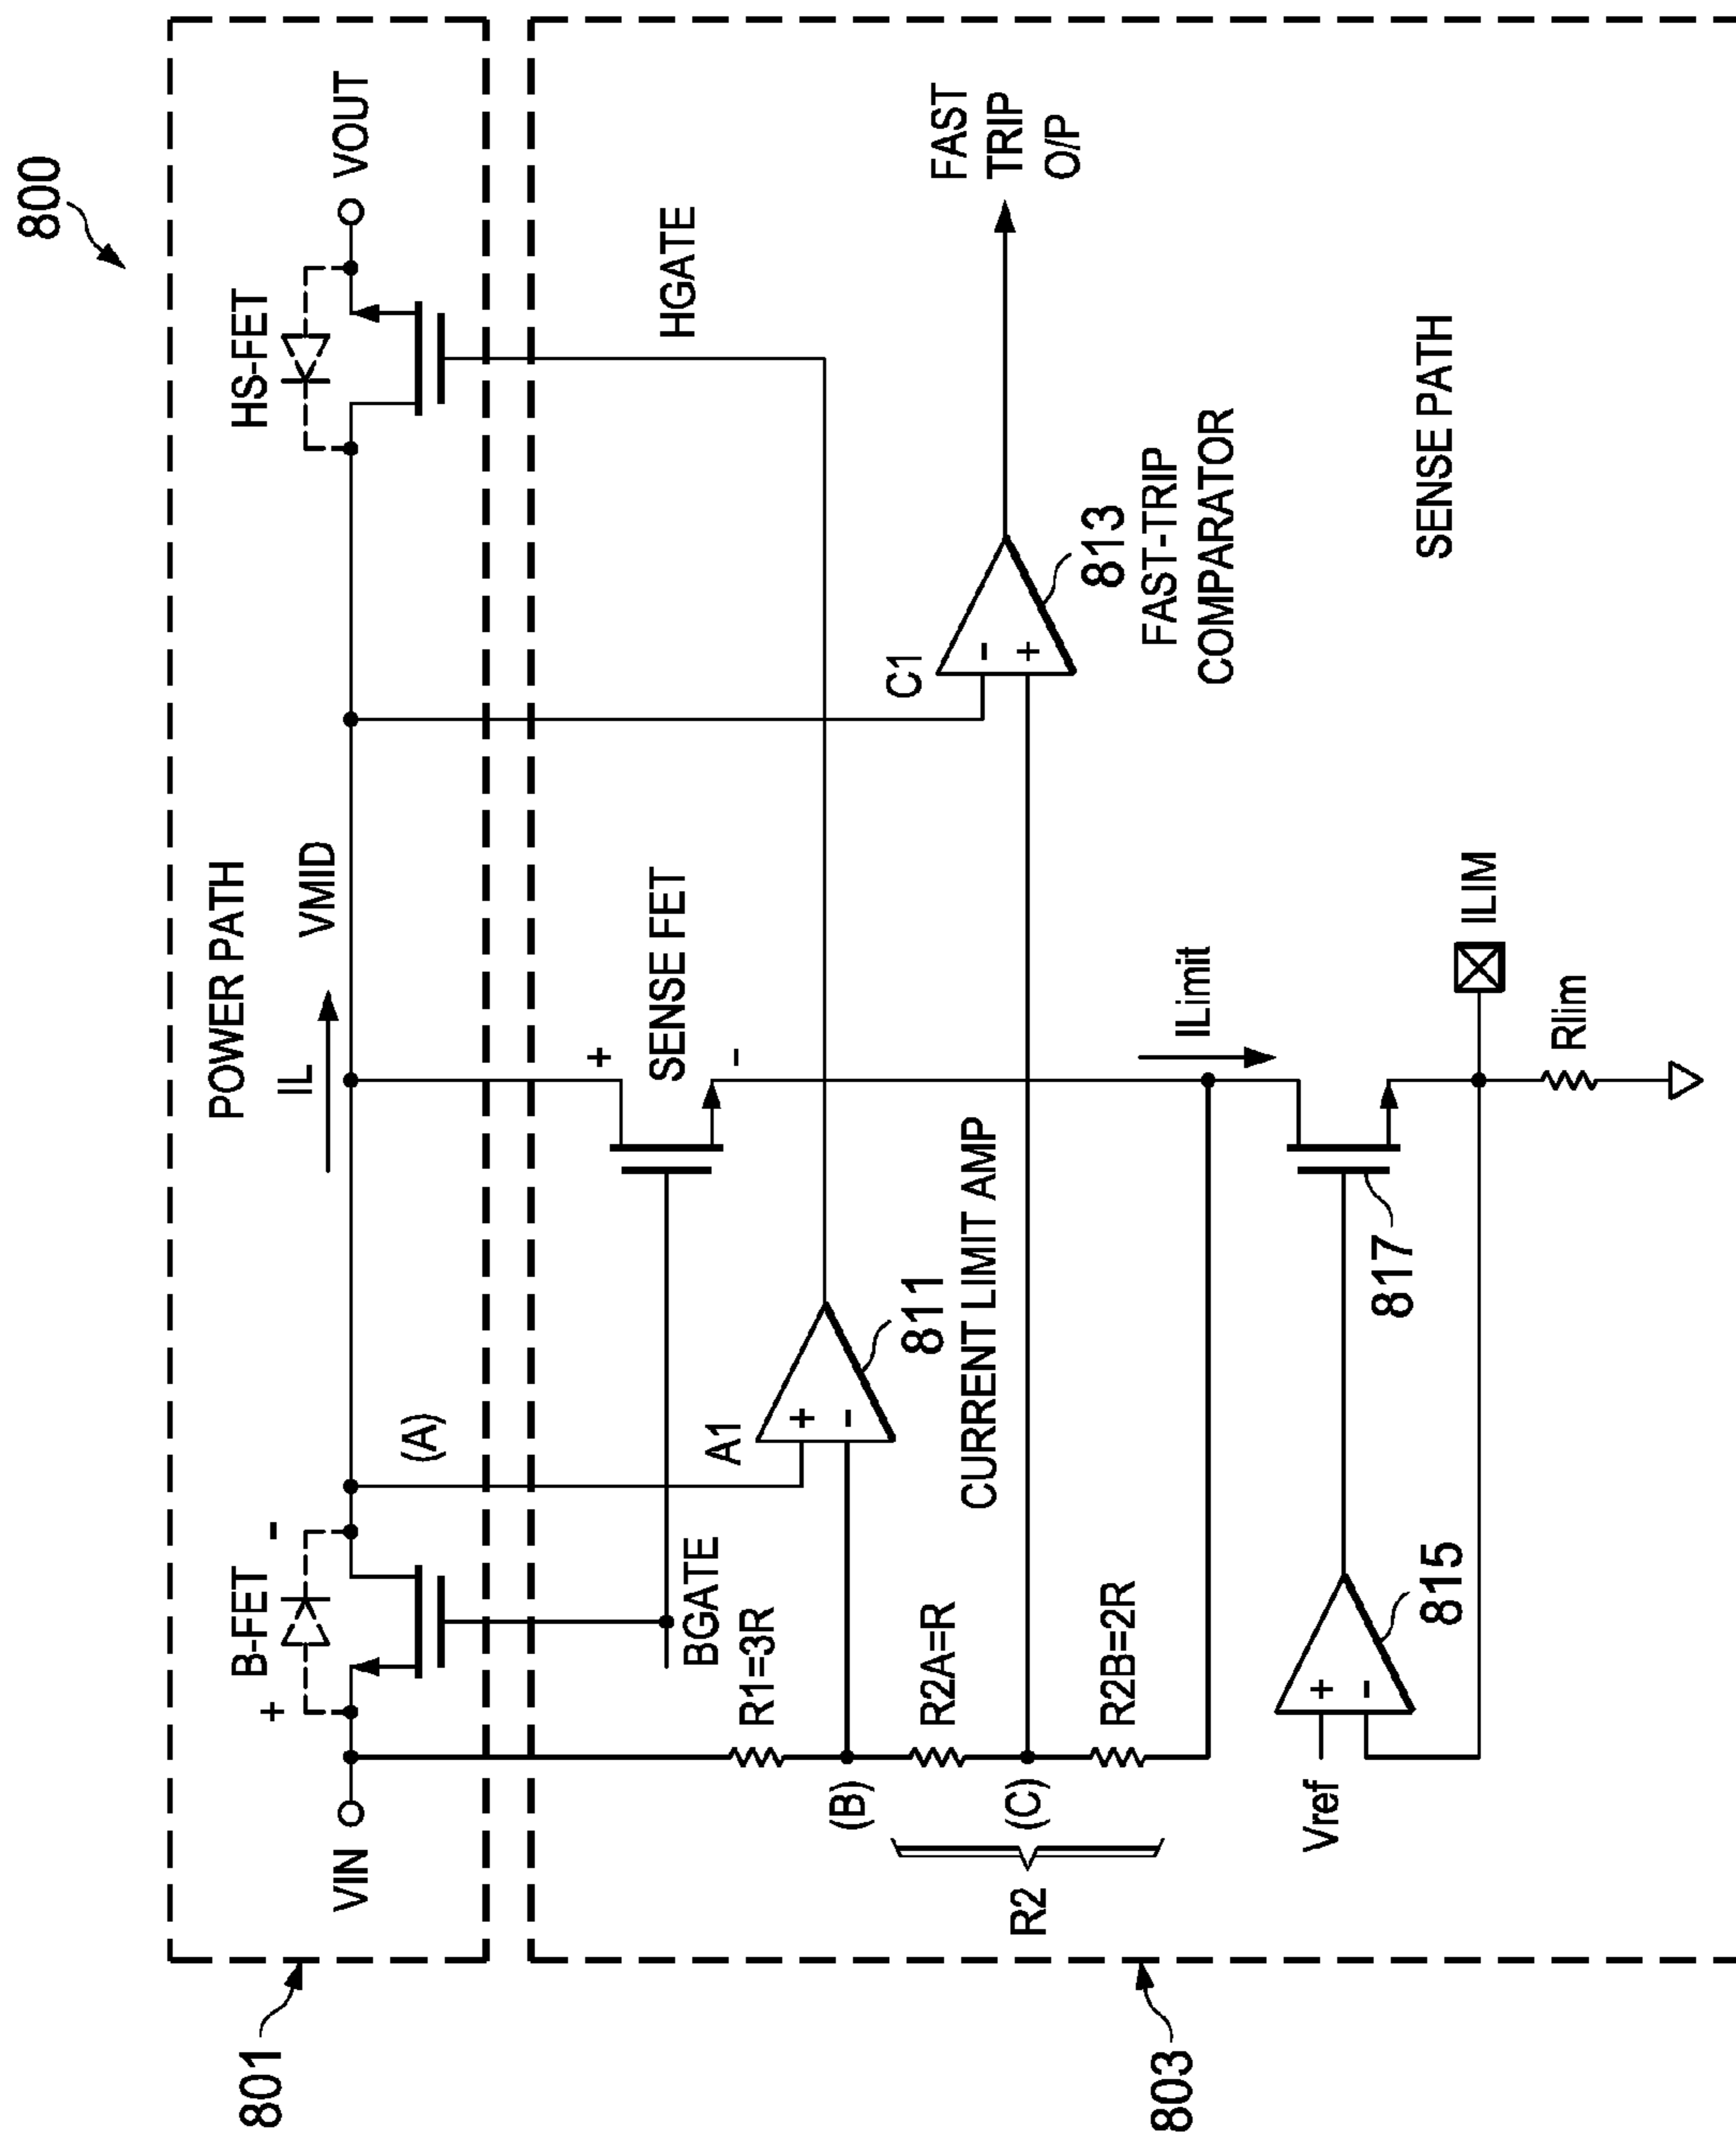 800
POWER PATH
B-FET
HS-FET
+
-
IL
VMID
VIN
VOUT
801
(A)
HGATE
+
SENSE FET
-
BGATE
A1
+
-
811
CURRENT LIMIT AMP
R1=3R
(B)
R2A=R
(C)
R2B=2R
R2
C1
-
+
813
FAST-TRIP
COMPARATOR
FAST
TRIP
O/P
ILimit
803
SENSE PATH
Vref
+
-
815
817
ILIM
Rlim